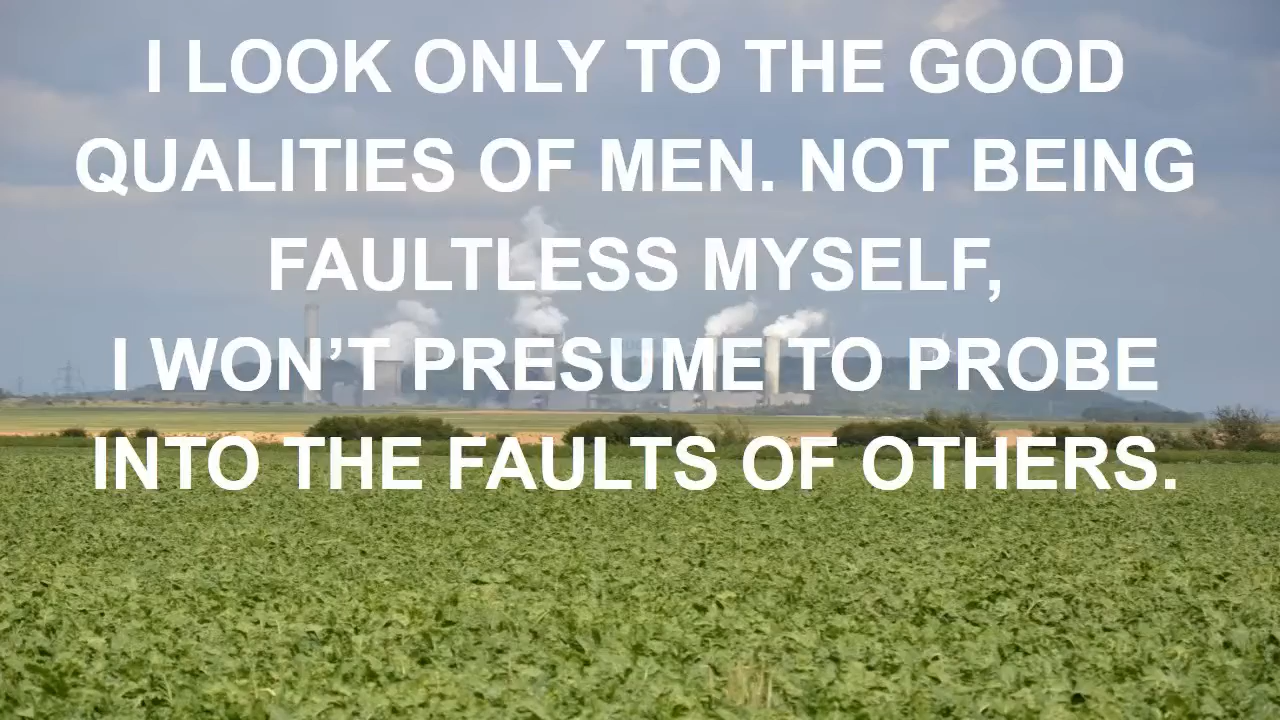 I LOOK ONLY TO THE GOOD
QUALITIES OF MEN. NOT BEING
FAULTLESS MYSELF,
I WON’T PRESUME TO PROBE
INTO THE FAULTS OF OTHERS.